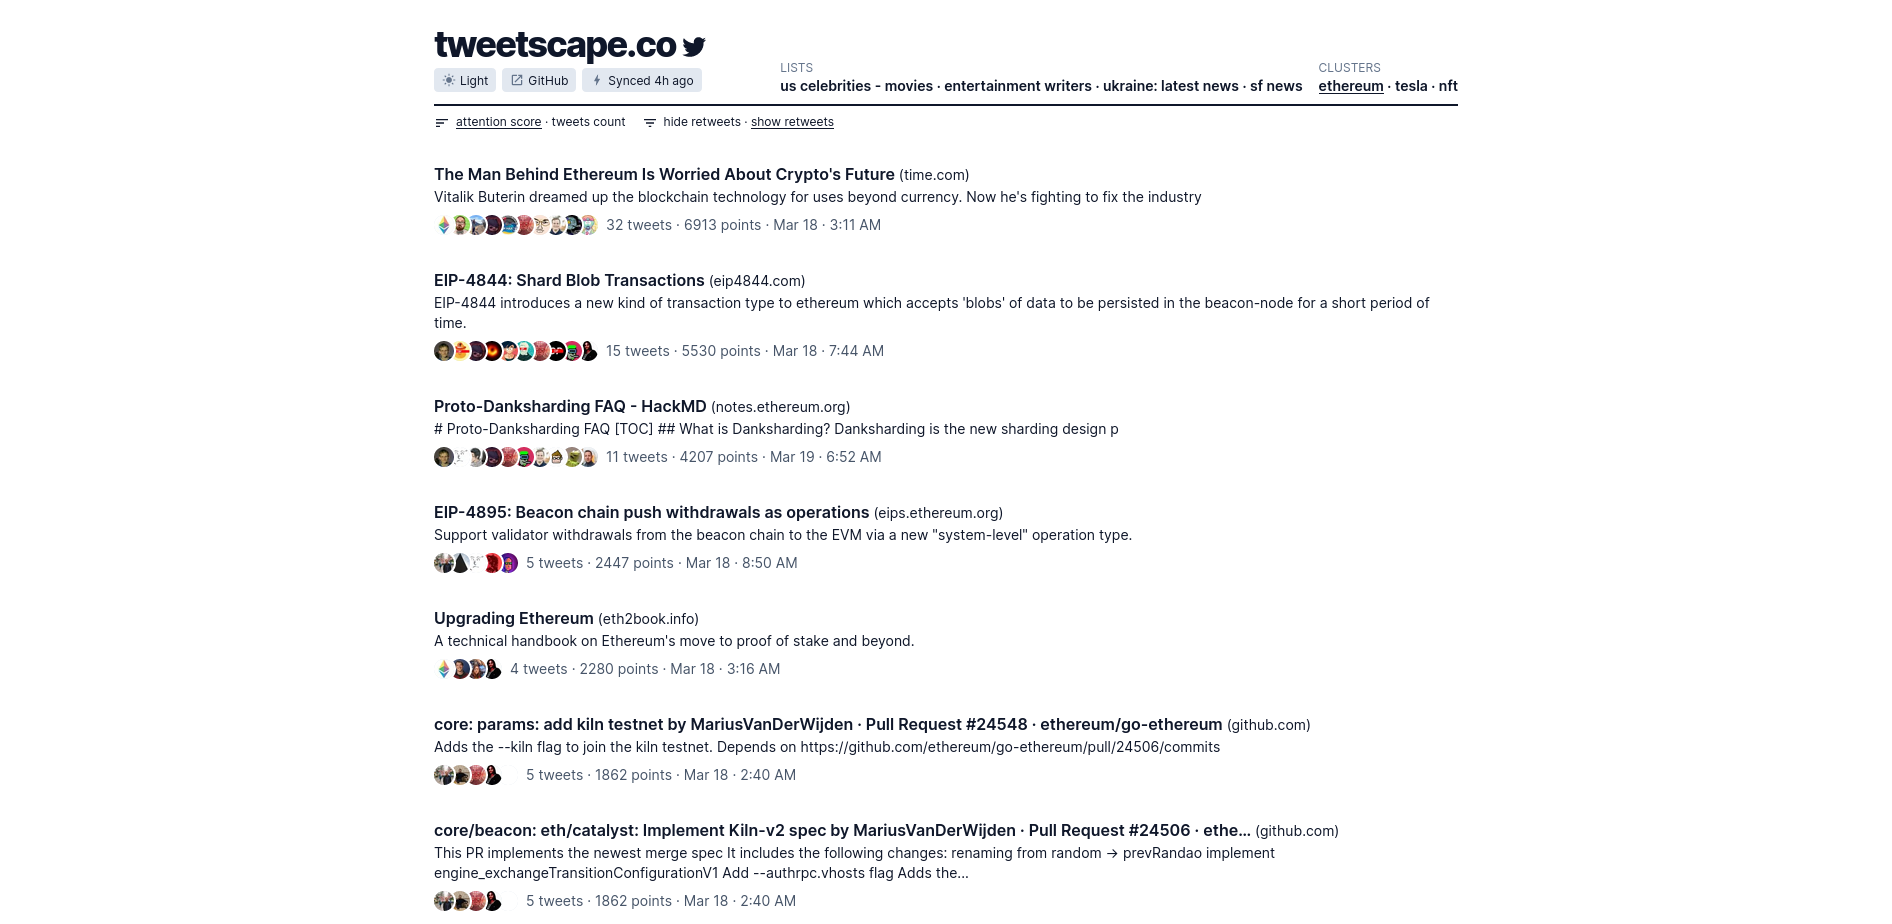 tweetscape.co
Light GitHub Synced 4h ago
LISTS
us celebrities - movies · entertainment writers · ukraine: latest news · sf news
CLUSTERS
ethereum · tesla · nft
attention score · tweets count hide retweets · show retweets
The Man Behind Ethereum Is Worried About Crypto's Future (time.com)
Vitalik Buterin dreamed up the blockchain technology for uses beyond currency. Now he's fighting to fix the industry
32 tweets · 6913 points · Mar 18 · 3:11 AM
EIP-4844: Shard Blob Transactions (eip4844.com)
EIP-4844 introduces a new kind of transaction type to ethereum which accepts 'blobs' of data to be persisted in the beacon-node for a short period of
time.
15 tweets · 5530 points · Mar 18 · 7:44 AM
Proto-Danksharding FAQ - HackMD (notes.ethereum.org)
# Proto-Danksharding FAQ [TOC] ## What is Danksharding? Danksharding is the new sharding design p
11 tweets · 4207 points · Mar 19 · 6:52 AM
EIP-4895: Beacon chain push withdrawals as operations (eips.ethereum.org)
Support validator withdrawals from the beacon chain to the EVM via a new "system-level" operation type.
5 tweets · 2447 points · Mar 18 · 8:50 AM
Upgrading Ethereum (eth2book.info)
A technical handbook on Ethereum's move to proof of stake and beyond.
4 tweets · 2280 points · Mar 18 · 3:16 AM
core: params: add kiln testnet by MariusVanDerWijden · Pull Request #24548 · ethereum/go-ethereum (github.com)
Adds the --kiln flag to join the kiln testnet. Depends on https://github.com/ethereum/go-ethereum/pull/24506/commits
5 tweets · 1862 points · Mar 18 · 2:40 AM
core/beacon: eth/catalyst: Implement Kiln-v2 spec by MariusVanDerWijden · Pull Request #24506 · ethe... (github.com)
This PR implements the newest merge spec It includes the following changes: renaming from random → prevRandao implement
engine_exchangeTransitionConfigurationV1 Add --authrpc.vhosts flag Adds the...
5 tweets · 1862 points · Mar 18 · 2:40 AM